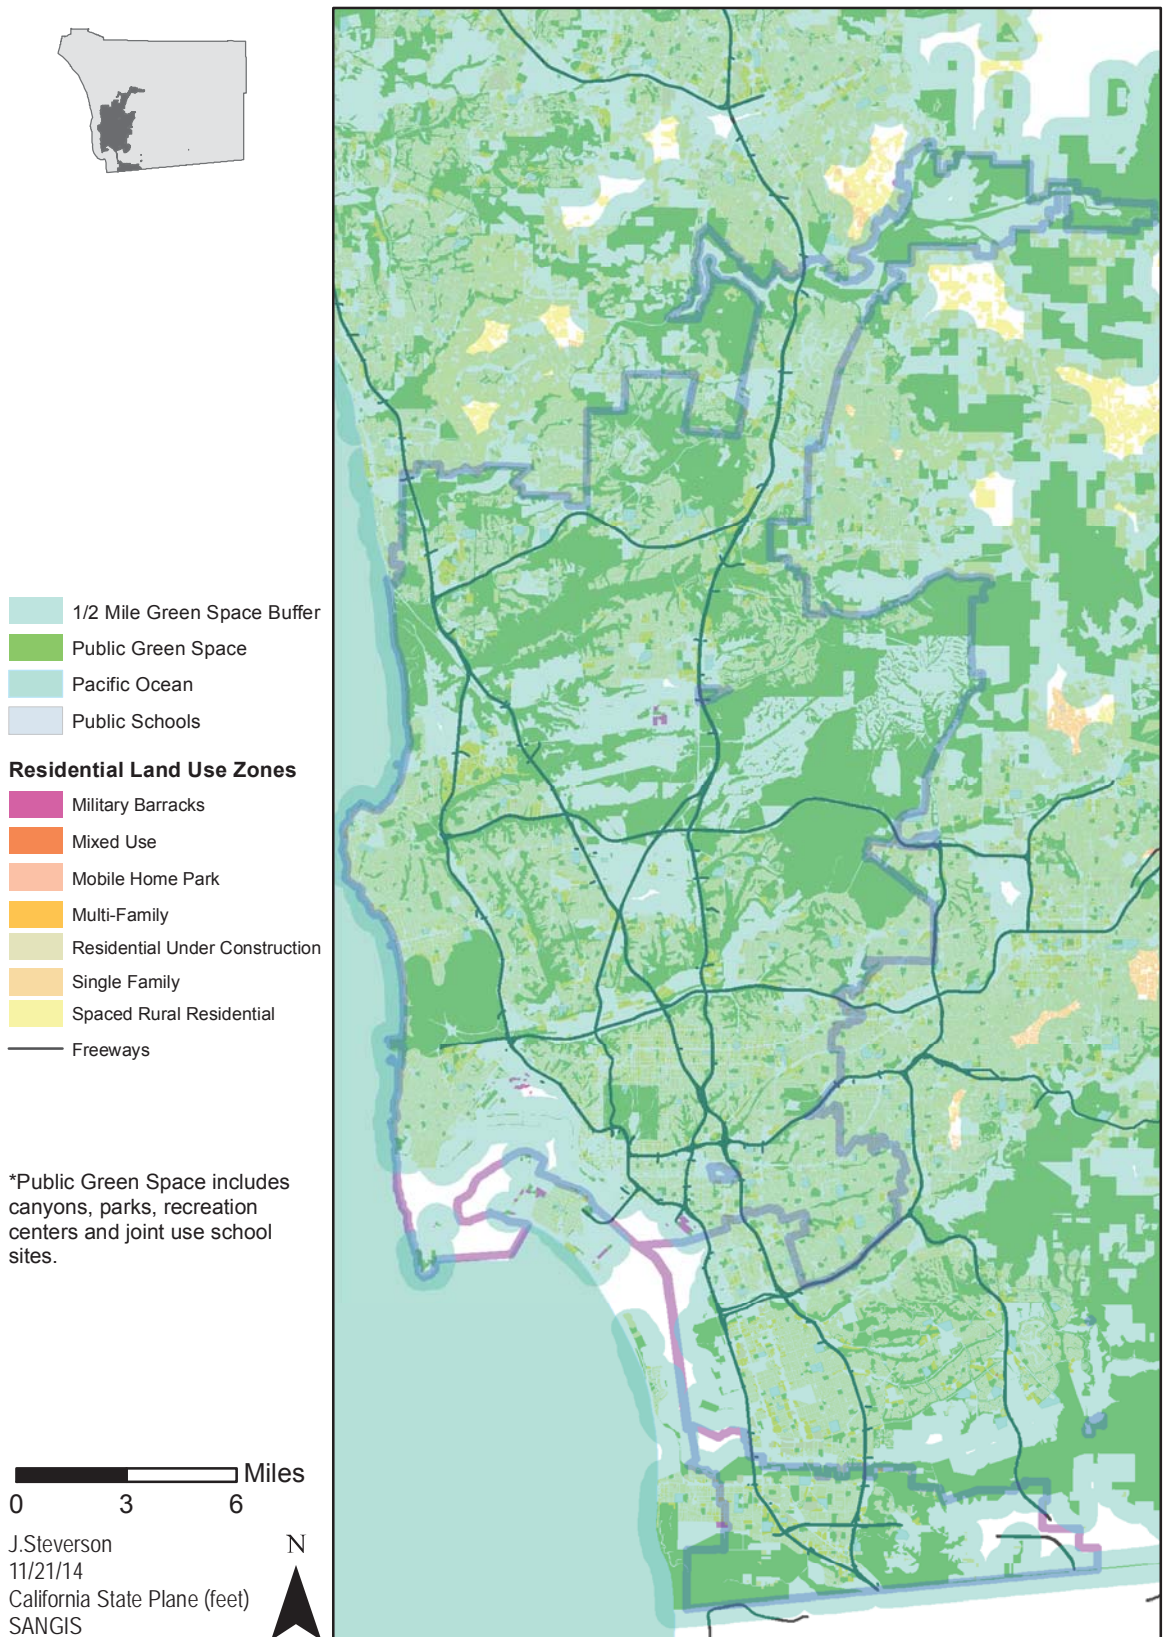 1/2 Mile Green Space Buffer
Public Green Space
Pacific Ocean
Public Schools
Residential Land Use Zones
Military Barracks
Mixed Use
Mobile Home Park
Multi-Family
Residential Under Construction
Single Family
Spaced Rural Residential
Freeways
*Public Green Space includes
canyons, parks, recreation
centers and joint use school
sites.
Miles
0 3 6
J.Steverson
11/21/14
California State Plane (feet)
SANGIS
N